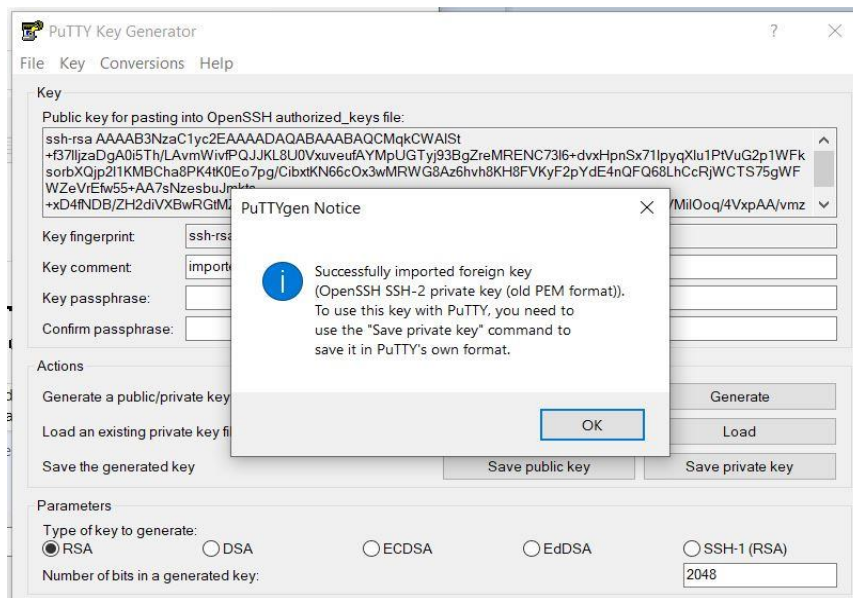 PuTTY Key Generator
?
File Key Conversions Help
Key
Public key for pasting into OpenSSH authorized_keys file:
ssh-rsa AAAAB3NzaC1yc2EAAAADAQABAAABAQCMqkCWAlSt
+f37lljzaDgA0i5Th/LAvmWivfPQJJKL8U0VxuveufAYMpUGTyj93BgZreMRENC73l6+dvxHpnSx71lpyqXlu1PtVuG2p1WFk
sorbXQjp2l1KMBCha8PK4tK0Eo7pg/CibxtKN66cOx3wMRWG8Az6hvh8KH8FVKyF2pYdE4nQFQ68LhCcRjWCTS75gWF
WZeVrEfw55+AA7sNzesbuJmkts
+xD4fNDB/ZH2diVXBwRGtMZ /MilOoq/4VxpAA/vmz
PuTTYgen Notice
Key fingerprint: ssh-rsa
Key comment: importe
Key passphrase:
Confirm passphrase:
Successfully imported foreign key
(OpenSSH SSH-2 private key (old PEM format)).
To use this key with PuTTY, you need to
use the "Save private key" command to
save it in PuTTY's own format.
OK
Actions
Generate a public/private key Generate
Load an existing private key fil Load
Save the generated key Save public key Save private key
Parameters
Type of key to generate:
RSA DSA ECDSA EdDSA SSH-1 (RSA)
Number of bits in a generated key: 2048